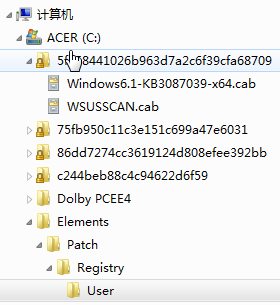 计算机
ACER (C:)
Windows6.1-KB3087039-x64.cab
WSUSSCAN.cab
75fb950c11c3e151c699a47e6031
86dd7274cc3619124d808efee392bb
c244beb88c4c94622d6f59
Dolby PCEE4
Elements
Patch
Registry
User